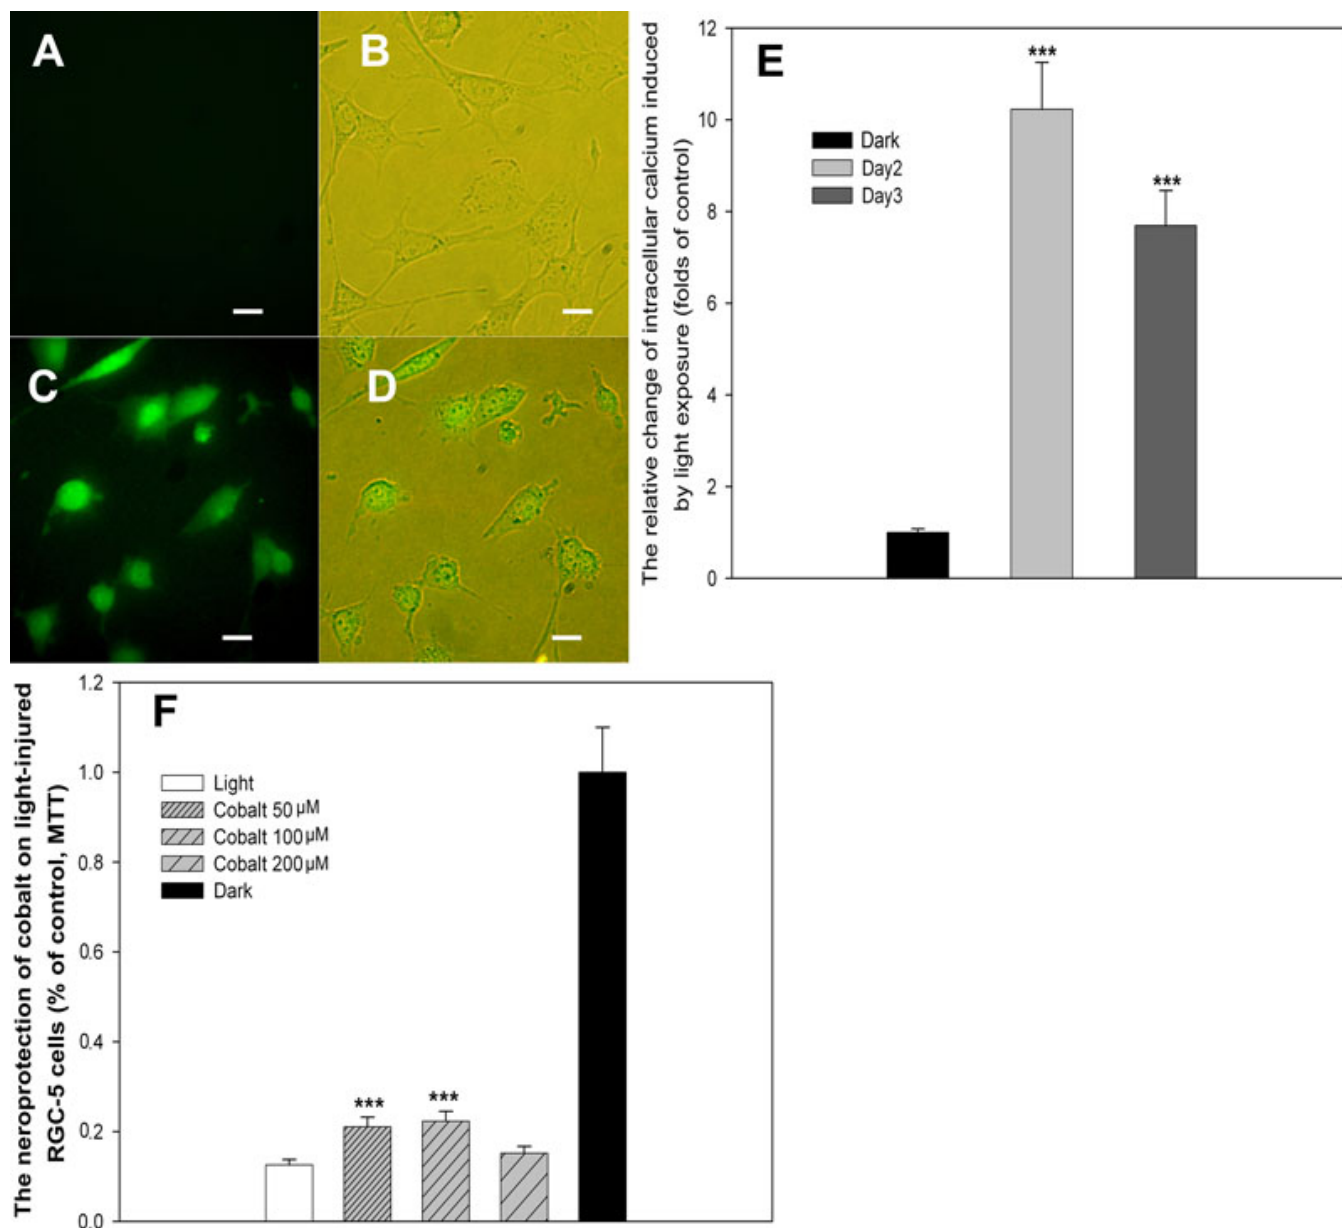 A
B
C
D
The relative change of intracellular calcium induced
by light exposure (folds of control)
12
10
8
6
4
2
0
E
Dark
Day2
Day3
***
***
The neroprotection of cobalt on light-injured
RGC-5 cells (% of control, MTT)
1.2
1.0
0.8
0.6
0.4
0.2
0.0
F
Light
Cobalt 50 µM
Cobalt 100 µM
Cobalt 200 µM
Dark
***
***